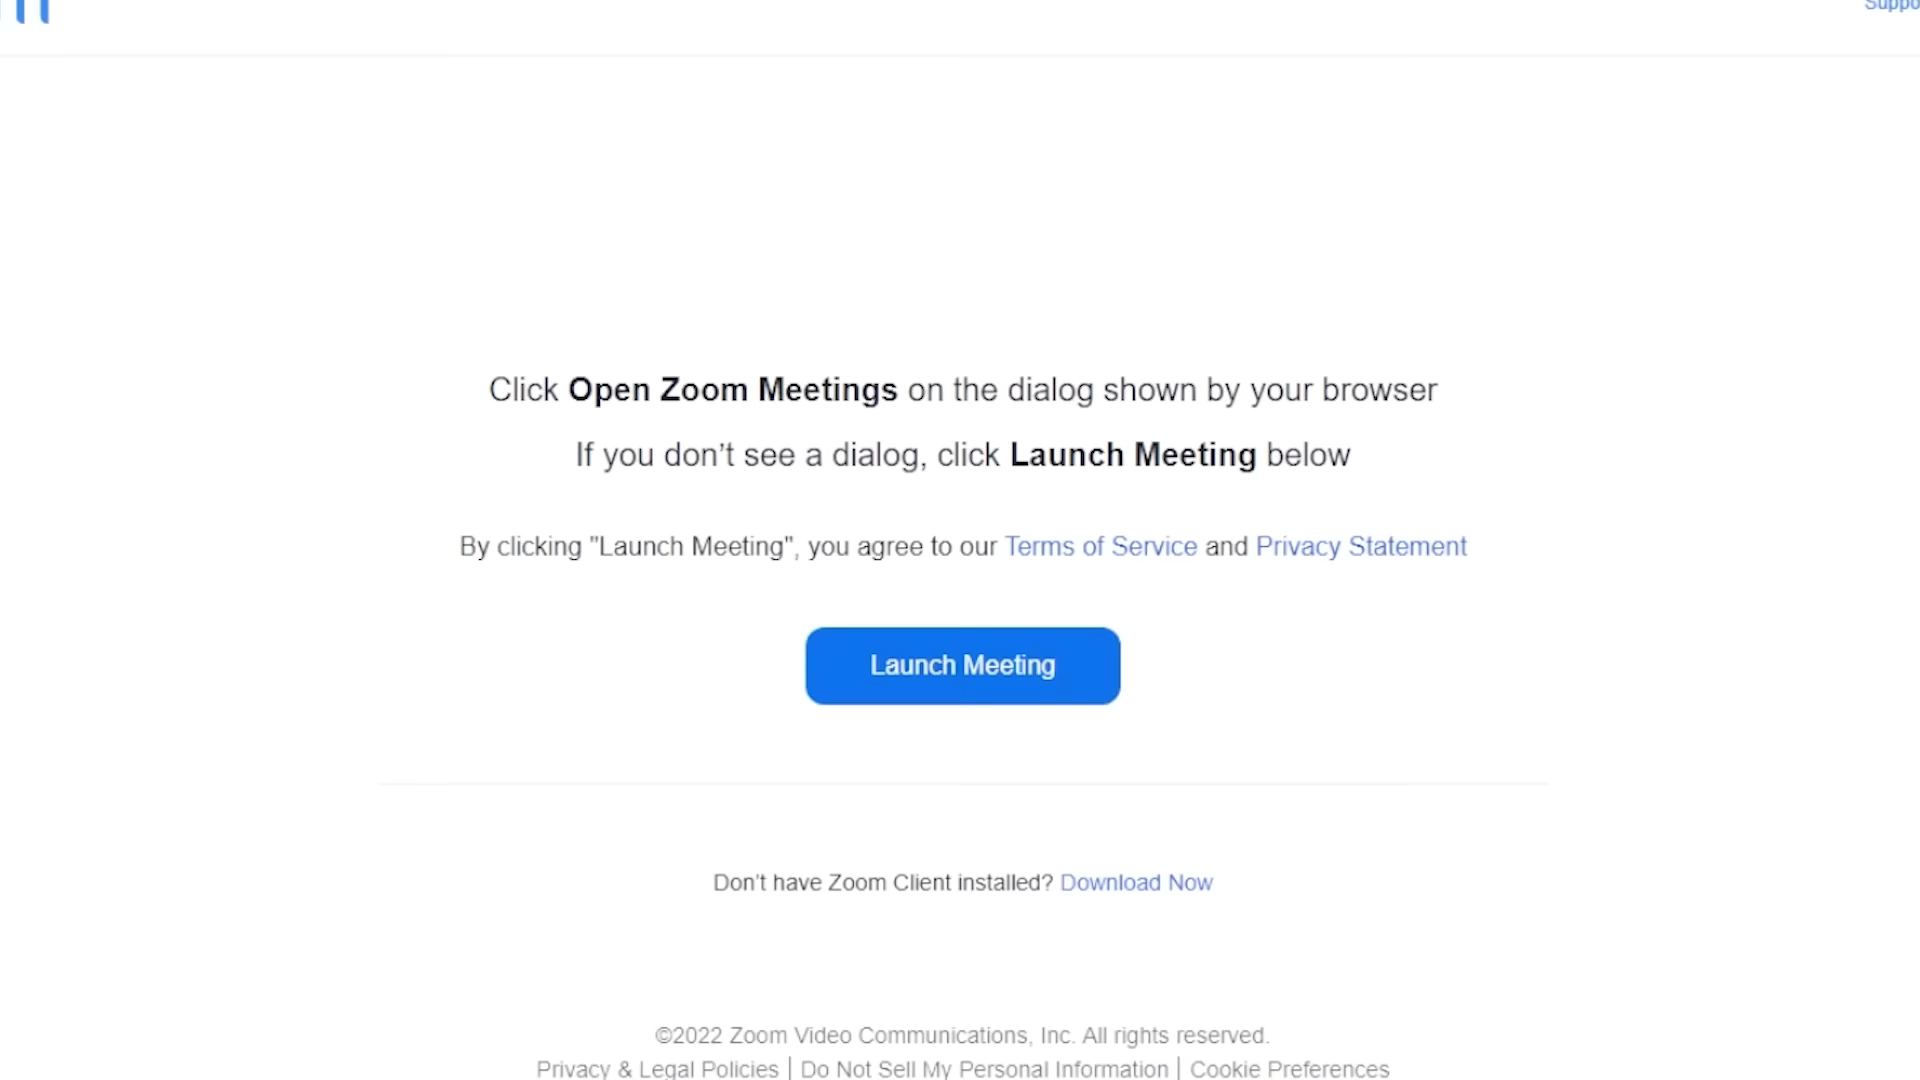 Click Open Zoom Meetings on the dialog shown by your browser
If you don’t see a dialog, click Launch Meeting below
By clicking "Launch Meeting", you agree to our Terms of Service and Privacy Statement
Launch Meeting
Don’t have Zoom Client installed? Download Now
©2022 Zoom Video Communications, Inc. All rights reserved.
Privacy & Legal Policies | Do Not Sell My Personal Information | Cookie Preferences